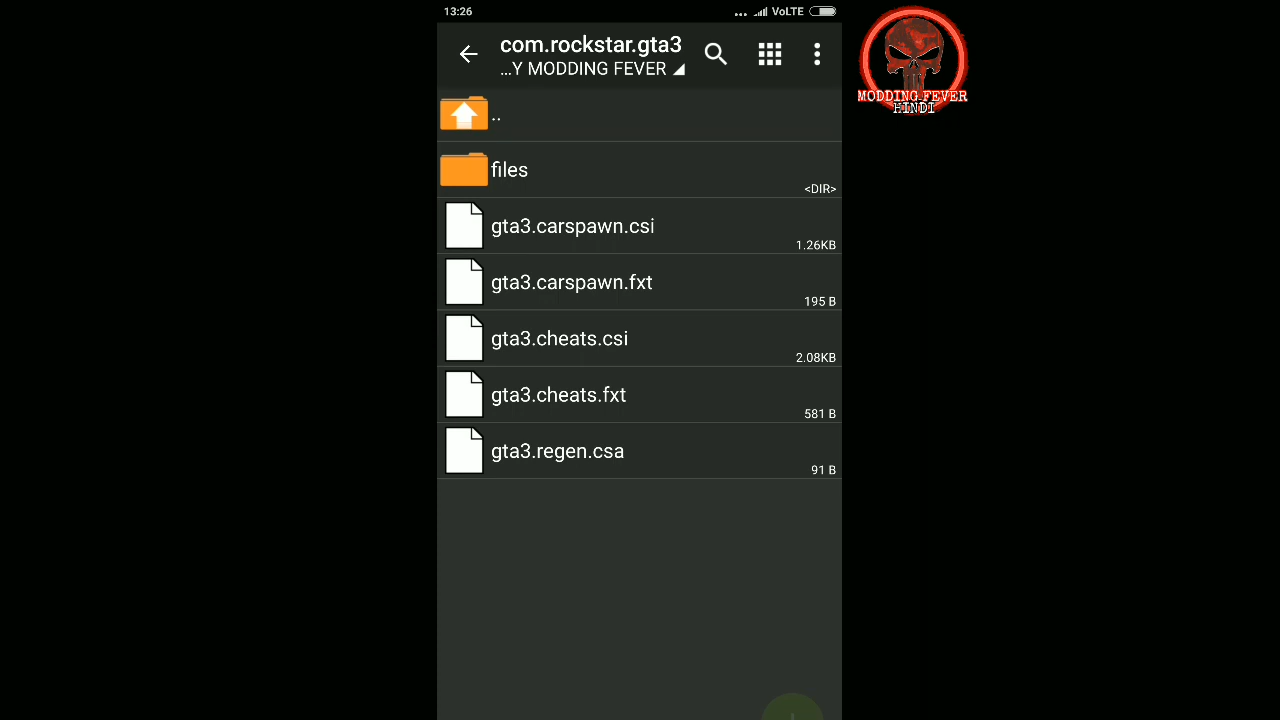 13:26
... VoLTE
com.rockstar.gta3
...Y MODDING FEVER
..
files
<DIR>
gta3.carspawn.csi
1.26KB
gta3.carspawn.fxt
195 B
gta3.cheats.csi
2.08KB
gta3.cheats.fxt
581 B
gta3.regen.csa
91 B
MODDING FEVER
HINDI